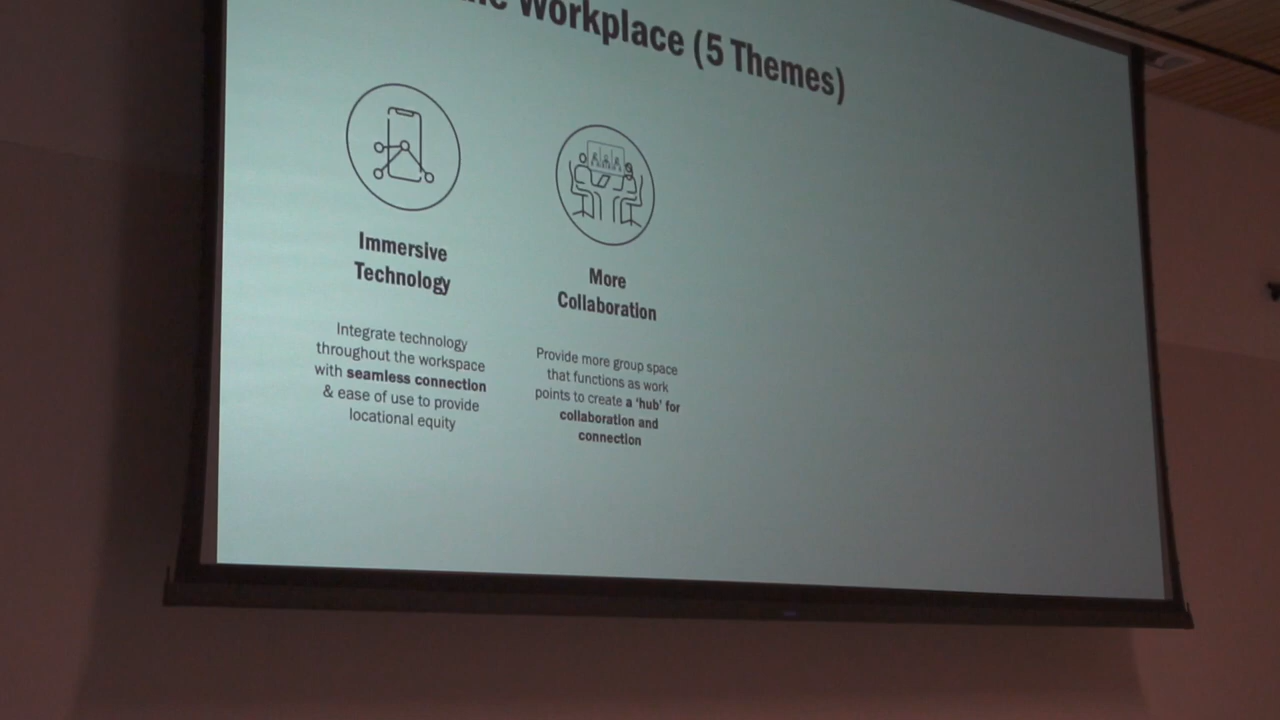 Workplace (5 Themes)
Immersive
Technology
Integrate technology
throughout the workspace
with seamless connection
& ease of use to provide
locational equity
More
Collaboration
Provide more group space
that functions as work
points to create a 'hub' for
collaboration and
connection